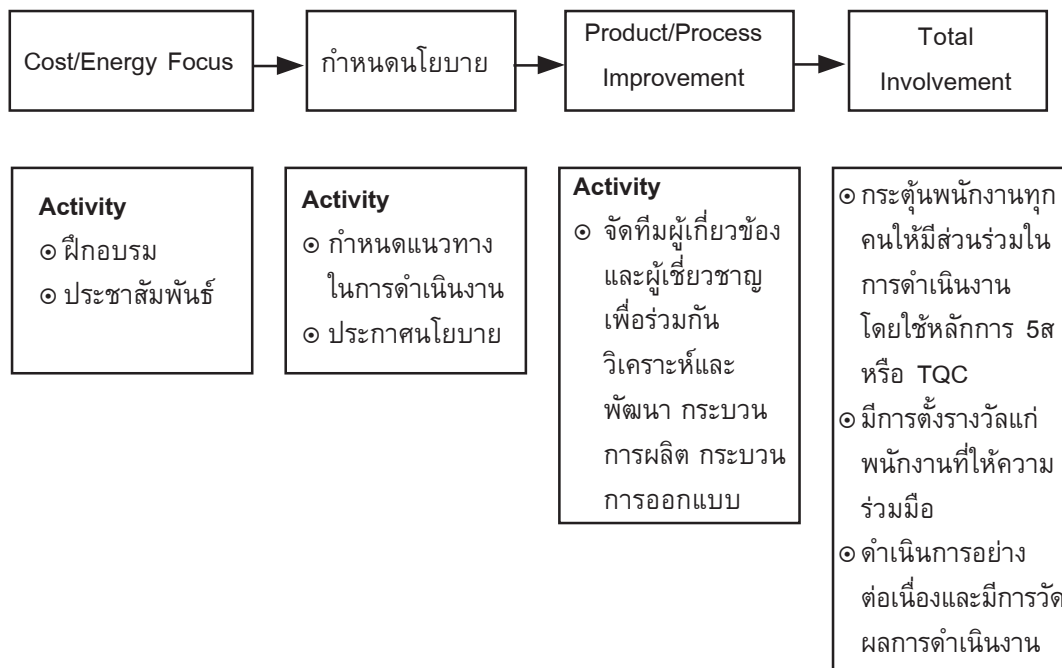 Cost/Energy Focus
กำหนดนโยบาย
Product/Process
Improvement
Total
Involvement
Activity
๏ ฝึกอบรม
๏ ประชาสัมพันธ์
Activity
๏ กำหนดแนวทาง
ในการดำเนินงาน
๏ ประกาศนโยบาย
Activity
๏ จัดทีมผู้เกี่ยวข้อง
และผู้เชี่ยวชาญ
เพื่อร่วมกัน
วิเคราะห์และ
พัฒนา กระบวน
การผลิต กระบวน
การออกแบบ
๏ กระตุ้นพนักงานทุก
คนให้มีส่วนร่วมใน
การดำเนินงาน
โดยใช้หลักการ 5ส
หรือ TQC
๏ มีการตั้งรางวัลแก่
พนักงานที่ให้ความ
ร่วมมือ
๏ ดำเนินการอย่าง
ต่อเนื่องและมีการวัด
ผลการดำเนินงาน